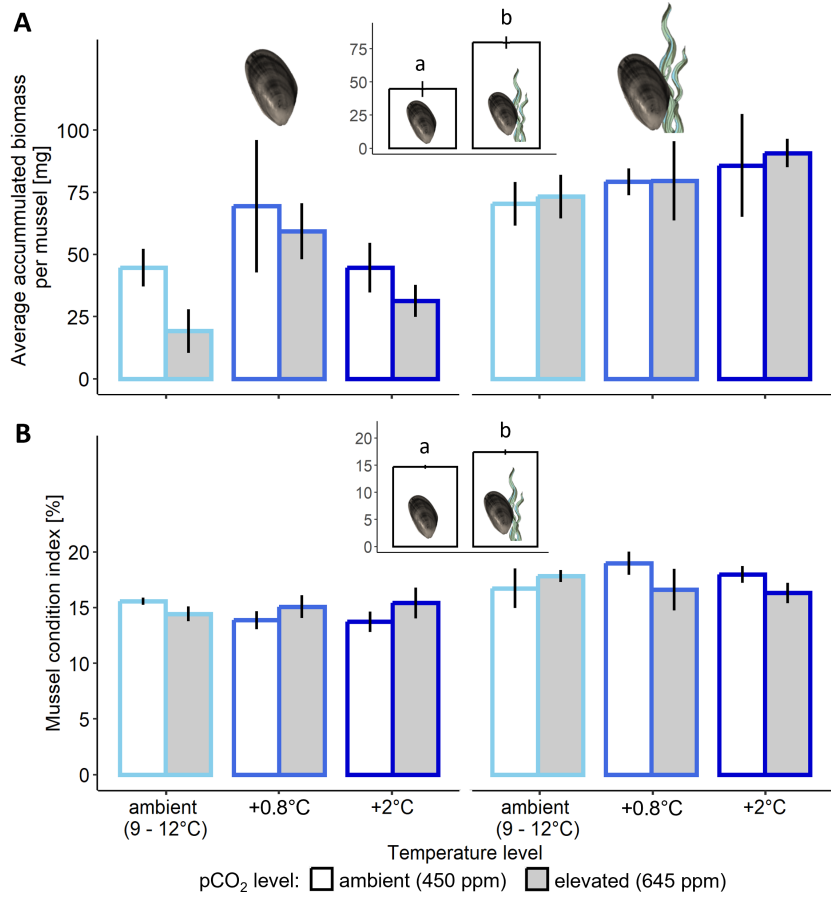 A
Average accummulated biomass
per mussel [mg]
100
75
50
25
0
75
50
25
0
a
b
B
Mussel condition index [%]
20
15
10
5
0
20
15
10
5
0
a
b
ambient
(9 - 12°C)
+0.8°C
+2°C
ambient
(9 - 12°C)
+0.8°C
+2°C
Temperature level
pCO₂ level: ambient (450 ppm) elevated (645 ppm)